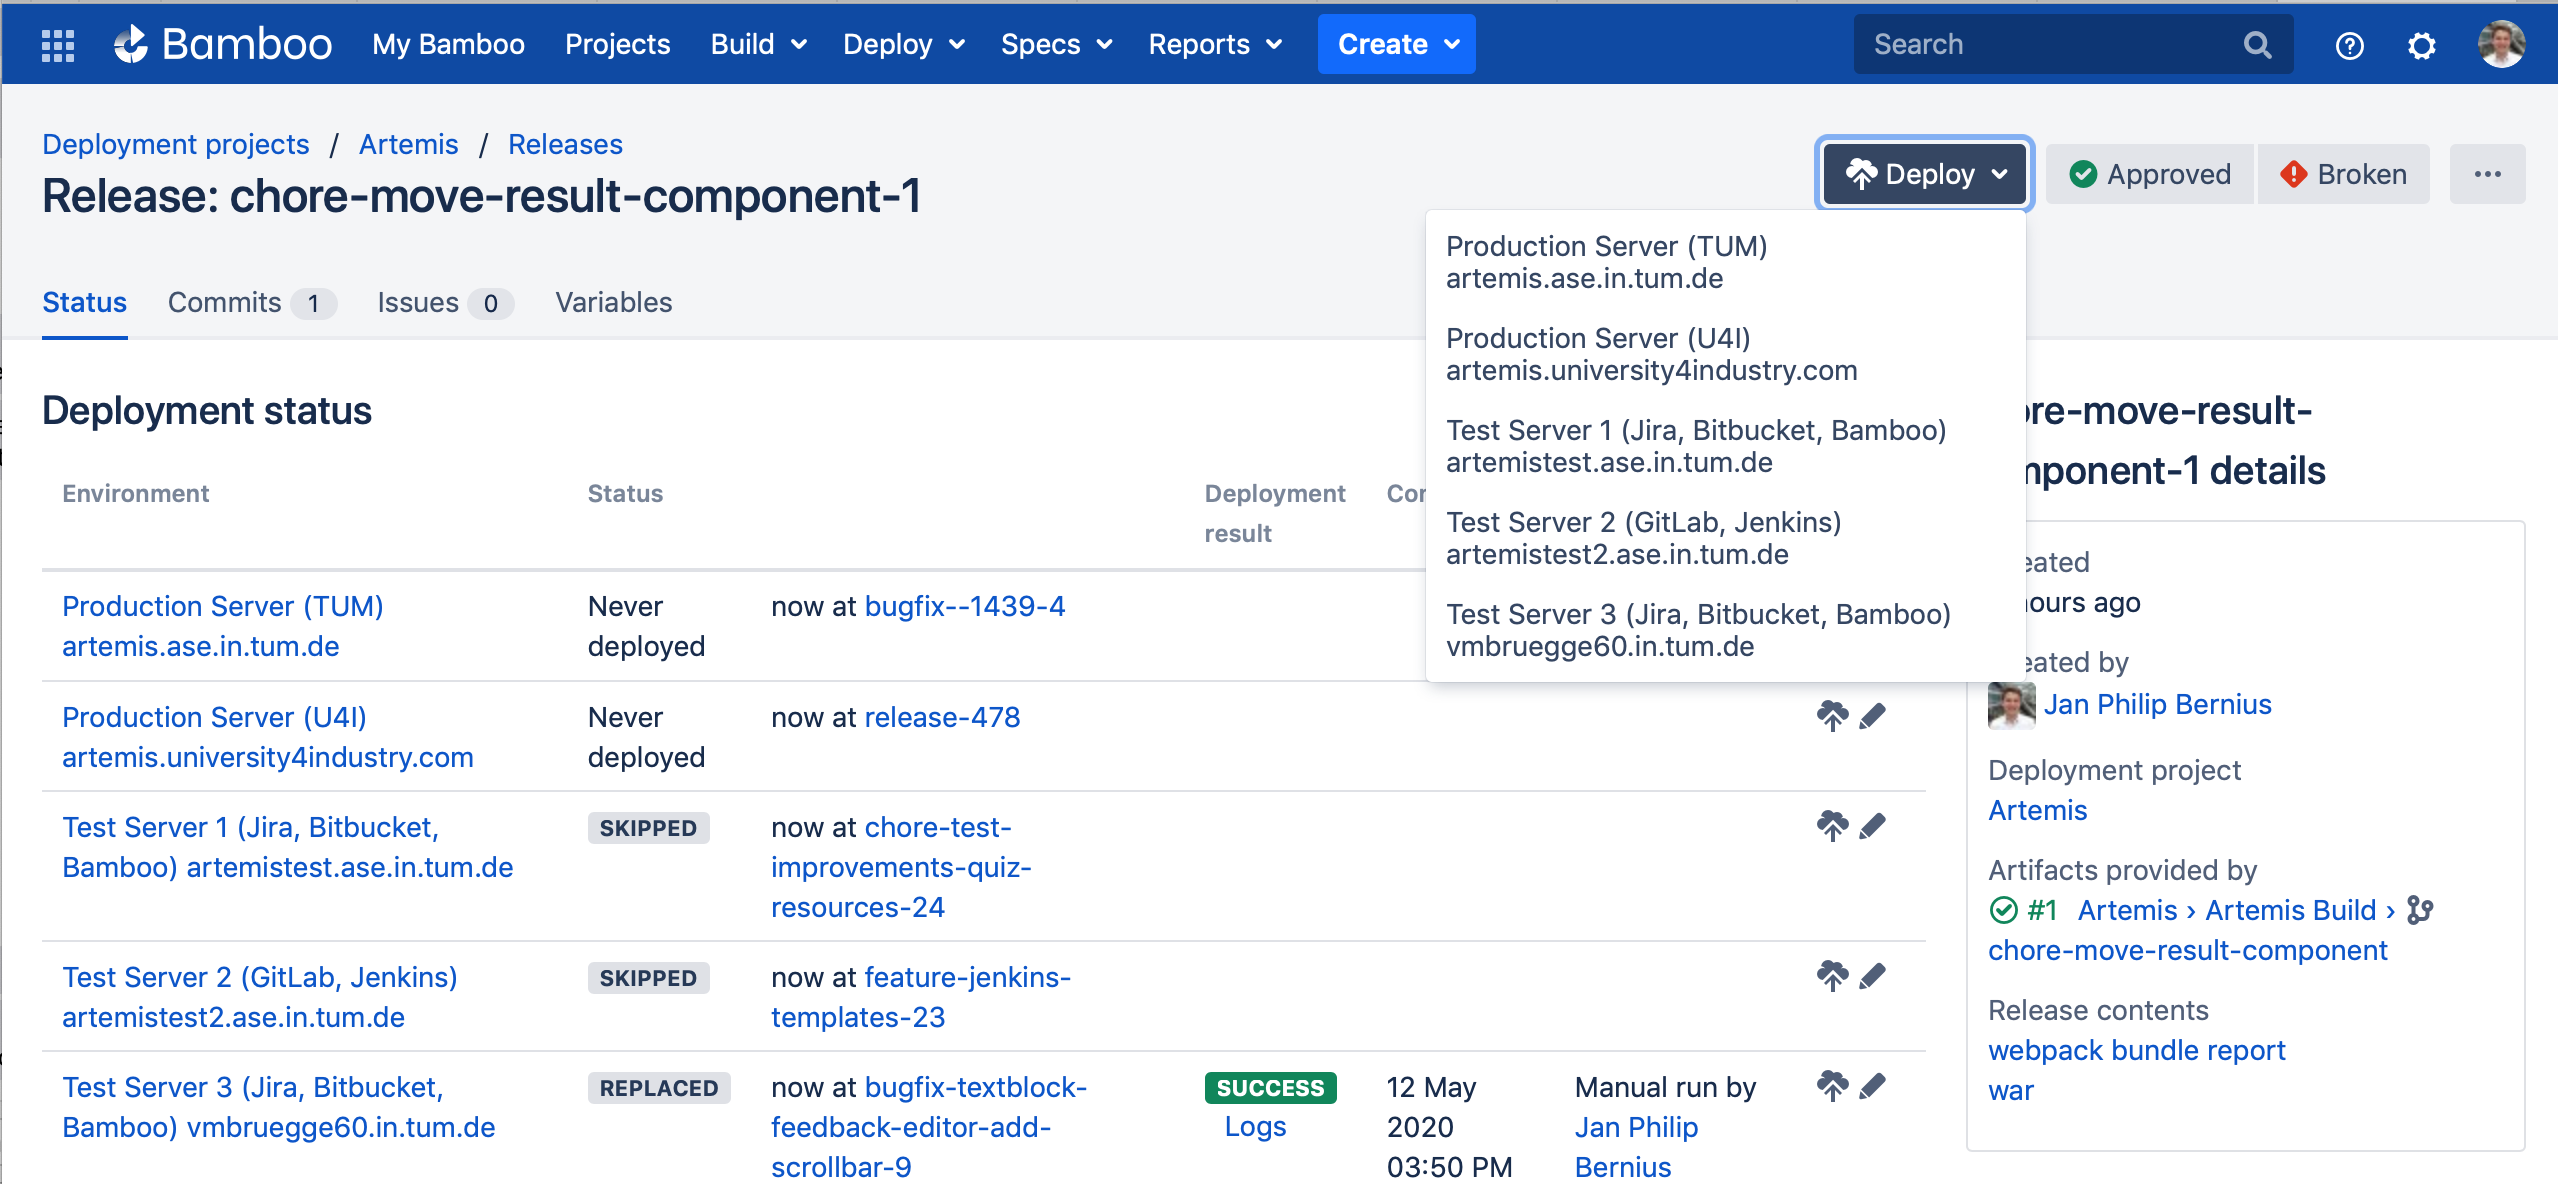 Bamboo My Bamboo Projects Build Deploy Specs Reports Create Search
Deployment projects / Artemis / Releases
Release: chore-move-result-component-1
Deploy Approved Broken
Production Server (TUM)
artemis.ase.in.tum.de
Production Server (U4I)
artemis.university4industry.com
Test Server 1 (Jira, Bitbucket, Bamboo)
artemistest.ase.in.tum.de
Test Server 2 (GitLab, Jenkins)
artemistest2.ase.in.tum.de
Test Server 3 (Jira, Bitbucket, Bamboo)
vmbruegge60.in.tum.de
Status Commits 1 Issues 0 Variables
Deployment status
Environment Status Deployment
result
Production Server (TUM)
artemis.ase.in.tum.de
Never
deployed
now at bugfix--1439-4
Production Server (U4I)
artemis.university4industry.com
Never
deployed
now at release-478
Test Server 1 (Jira, Bitbucket,
Bamboo) artemistest.ase.in.tum.de
SKIPPED
now at chore-test-
improvements-quiz-
resources-24
Test Server 2 (GitLab, Jenkins)
artemistest2.ase.in.tum.de
SKIPPED
now at feature-jenkins-
templates-23
Test Server 3 (Jira, Bitbucket,
Bamboo) vmbruegge60.in.tum.de
REPLACED
now at bugfix-textblock-
feedback-editor-add-
scrollbar-9
SUCCESS
Logs
12 May
2020
03:50 PM
Manual run by
Jan Philip
Bernius
re-move-result-
mponent-1 details
eated
ours ago
eated by
Jan Philip Bernius
Deployment project
Artemis
Artifacts provided by
#1 Artemis › Artemis Build ›
chore-move-result-component
Release contents
webpack bundle report
war